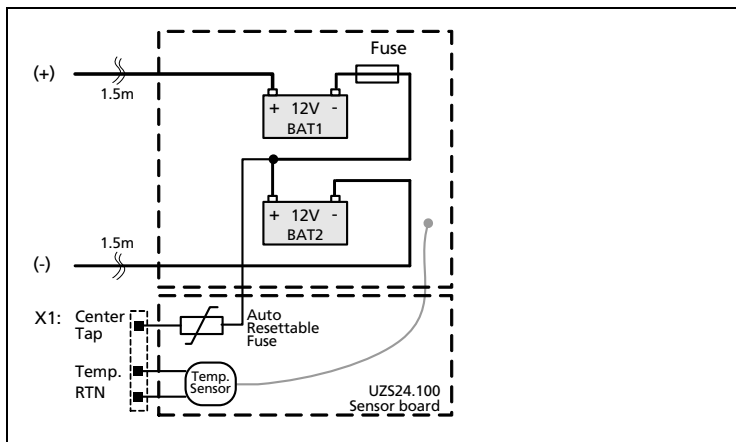 Fuse
(+)
1.5m
+ 12V -
BAT1
+ 12V -
BAT2
1.5m
(-)
X1: Center
Tap
Auto
Resettable
Fuse
Temp.
RTN
Temp.
Sensor
UZS24.100
Sensor board